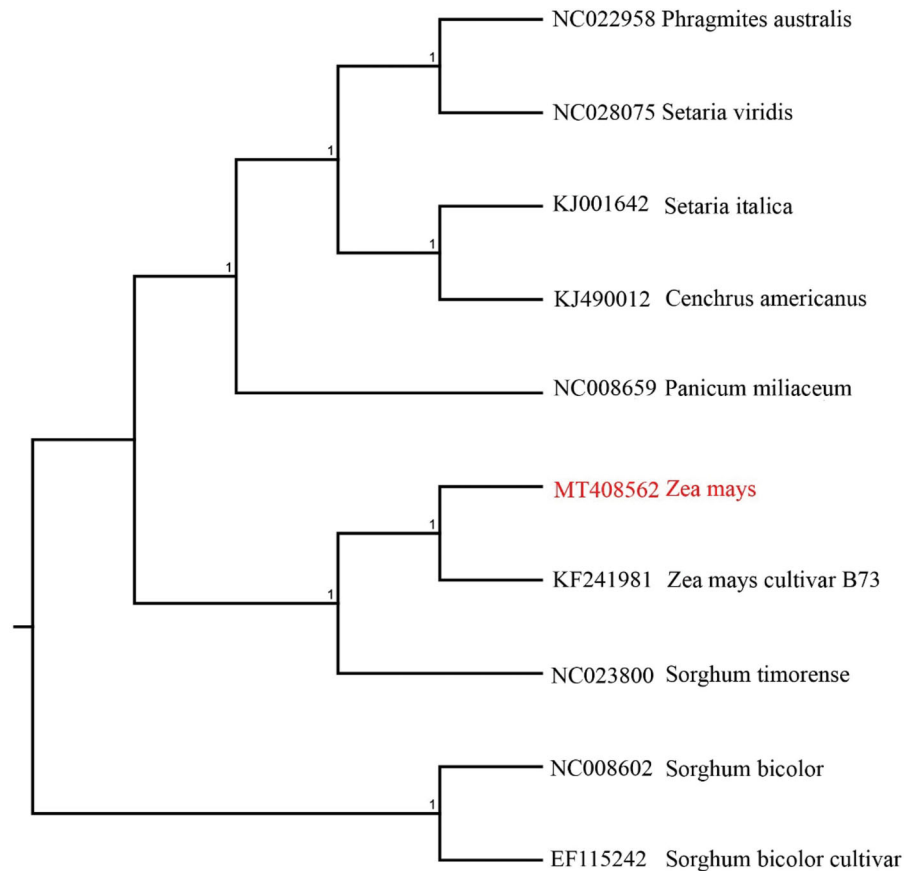 NC022958 Phragmites australis
1
NC028075 Setaria viridis
1
KJ001642 Setaria italica
1
1
KJ490012 Cenchrus americanus
NC008659 Panicum miliaceum
MT408562 Zea mays
1
KF241981 Zea mays cultivar B73
1
NC023800 Sorghum timorense
NC008602 Sorghum bicolor
1
EF115242 Sorghum bicolor cultivar